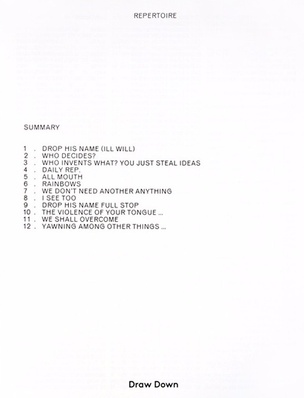 REPERTOIRE
SUMMARY
1 . DROP HIS NAME (ILL WILL)
2 . WHO DECIDES?
3 . WHO INVENTS WHAT? YOU JUST STEAL IDEAS
4 . DAILY REP.
5 . ALL MOUTH
6 . RAINBOWS
7 . WE DON'T NEED ANOTHER ANYTHING
8 . I SEE TOO
9 . DROP HIS NAME FULL STOP
10 . THE VIOLENCE OF YOUR TONGUE ...
11 . WE SHALL OVERCOME
12 . YAWNING AMONG OTHER THINGS ...
Draw Down